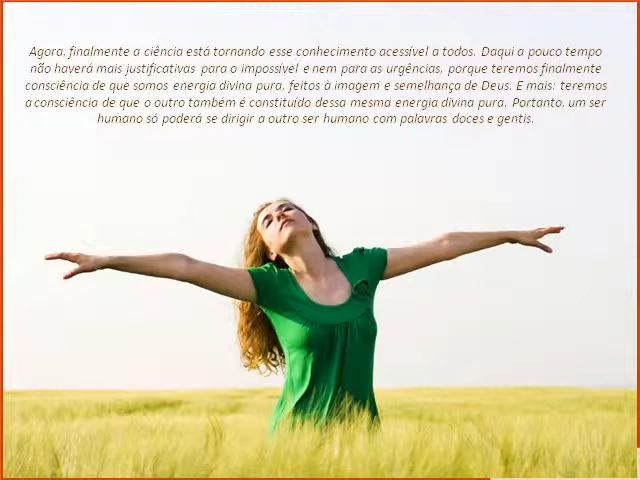 Agora, finalmente a ciência está tornando esse conhecimento acessível a todos. Daqui a pouco tempo
não haverá mais justificativas para o impossível e nem para as urgências, porque teremos finalmente
consciência de que somos energia divina pura, feitos à imagem e semelhança de Deus. E mais: teremos
a consciência de que o outro também é constituído dessa mesma energia divina pura. Portanto, um ser
humano só poderá se dirigir a outro ser humano com palavras doces e gentis.